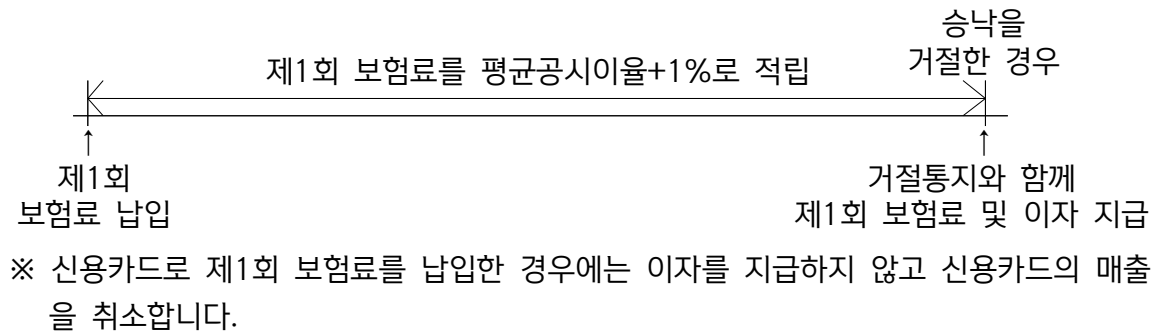 승낙을
거절한 경우
제1회 보험료를 평균공시이율+1%로 적립
제1회
보험료 납입
거절통지와 함께
제1회 보험료 및 이자 지급
※ 신용카드로 제1회 보험료를 납입한 경우에는 이자를 지급하지 않고 신용카드의 매출
을 취소합니다.